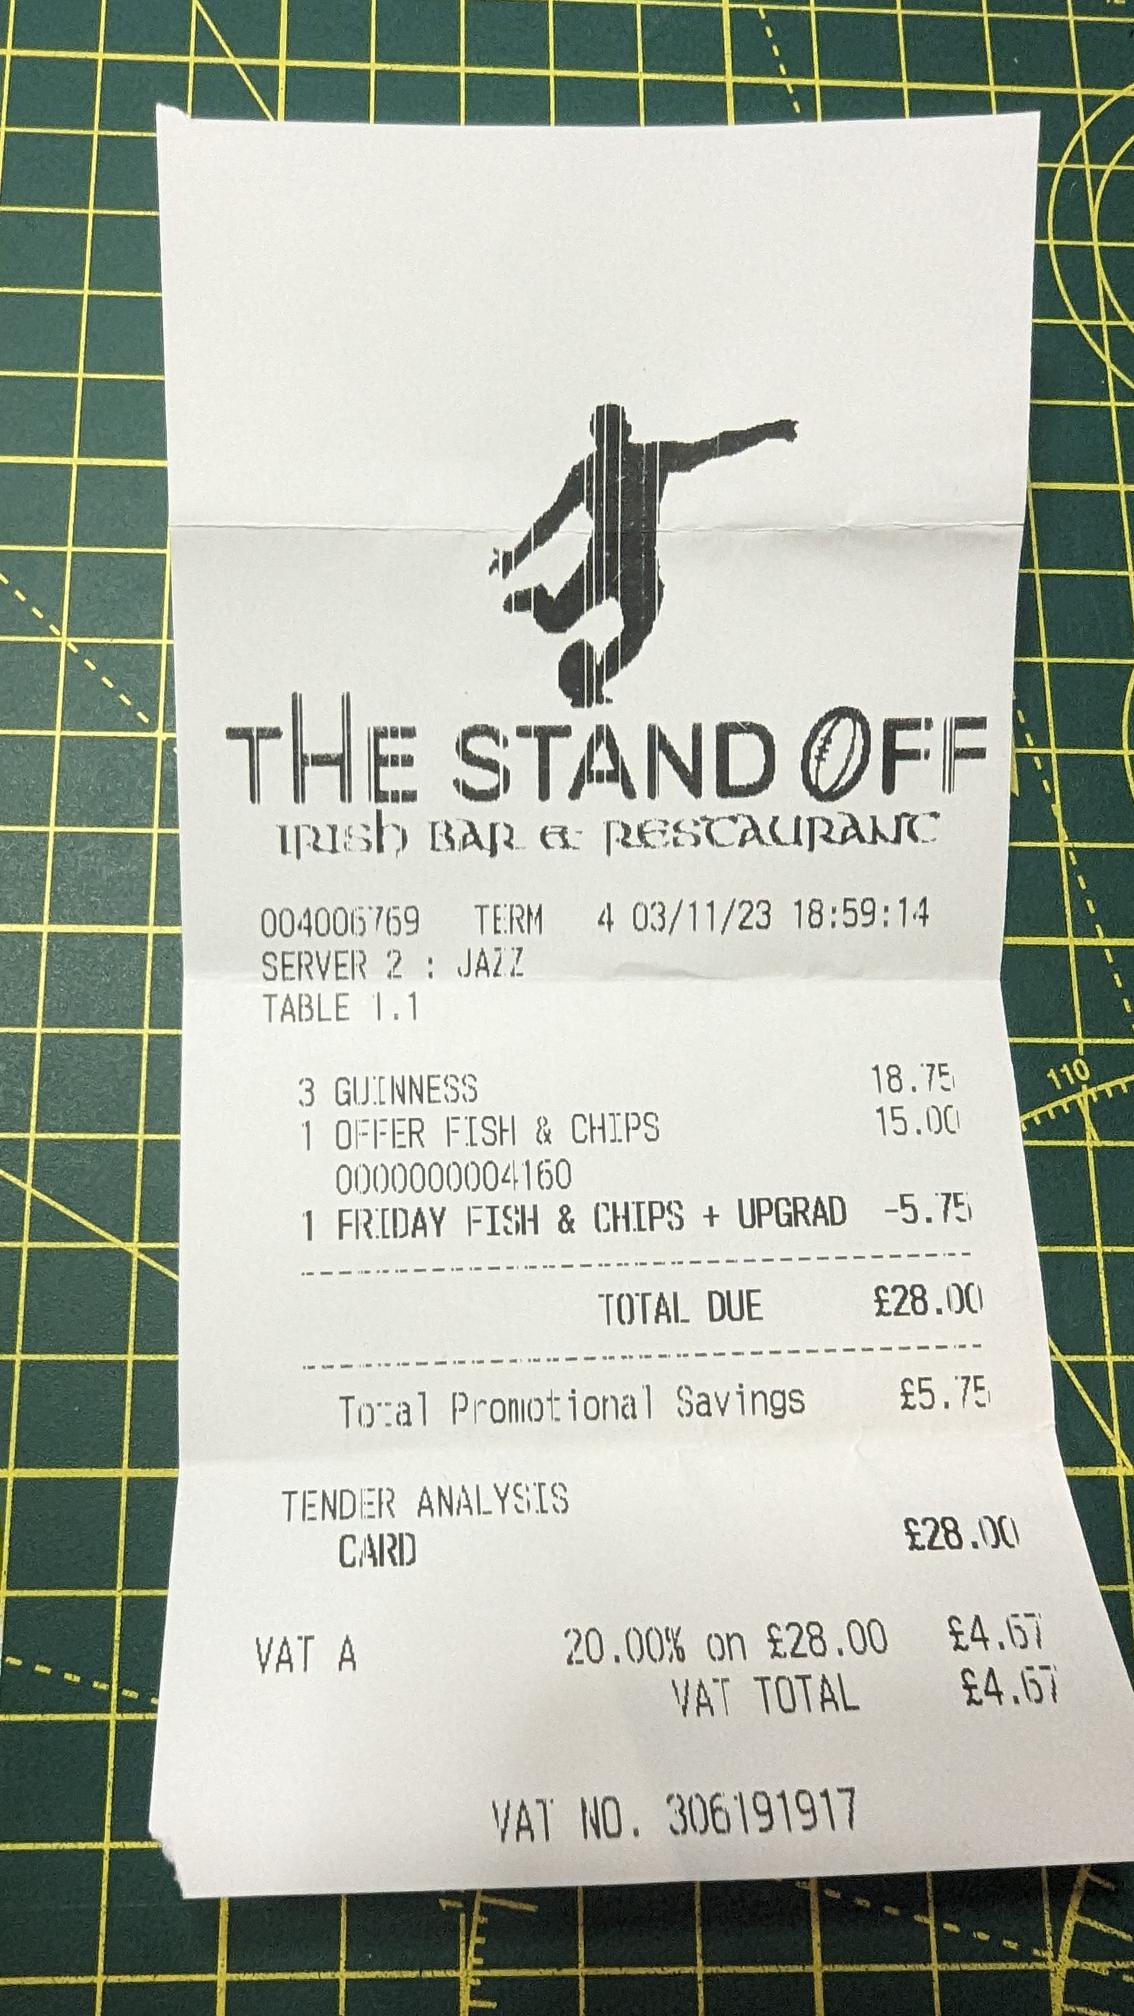 THE STAND OFF
IRISH BAR & RESTAURANT
004006769 TERM 4 03/11/23 18:59:14
SERVER 2 : JAZZ
TABLE 1.1
3 GUINNESS 18.75
1 OFFER FISH & CHIPS 15.00
0000000004160
1 FRIDAY FISH & CHIPS + UPGRAD -5.75
TOTAL DUE £28.00
Total Promotional Savings £5.75
TENDER ANALYSIS
CARD £28.00
VAT A 20.00% on £28.00 £4.67
VAT TOTAL £4.67
VAT NO. 306191917
110